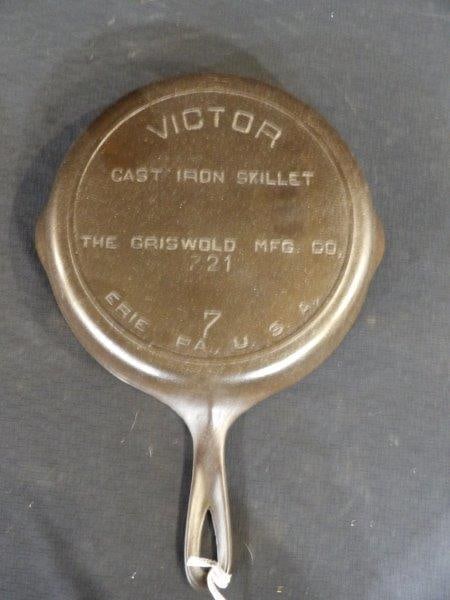 VICTOR
CAST IRON SKILLET
THE GRISWOLD MFG. CO.
721
7
ERIE, PA., U. S. A.